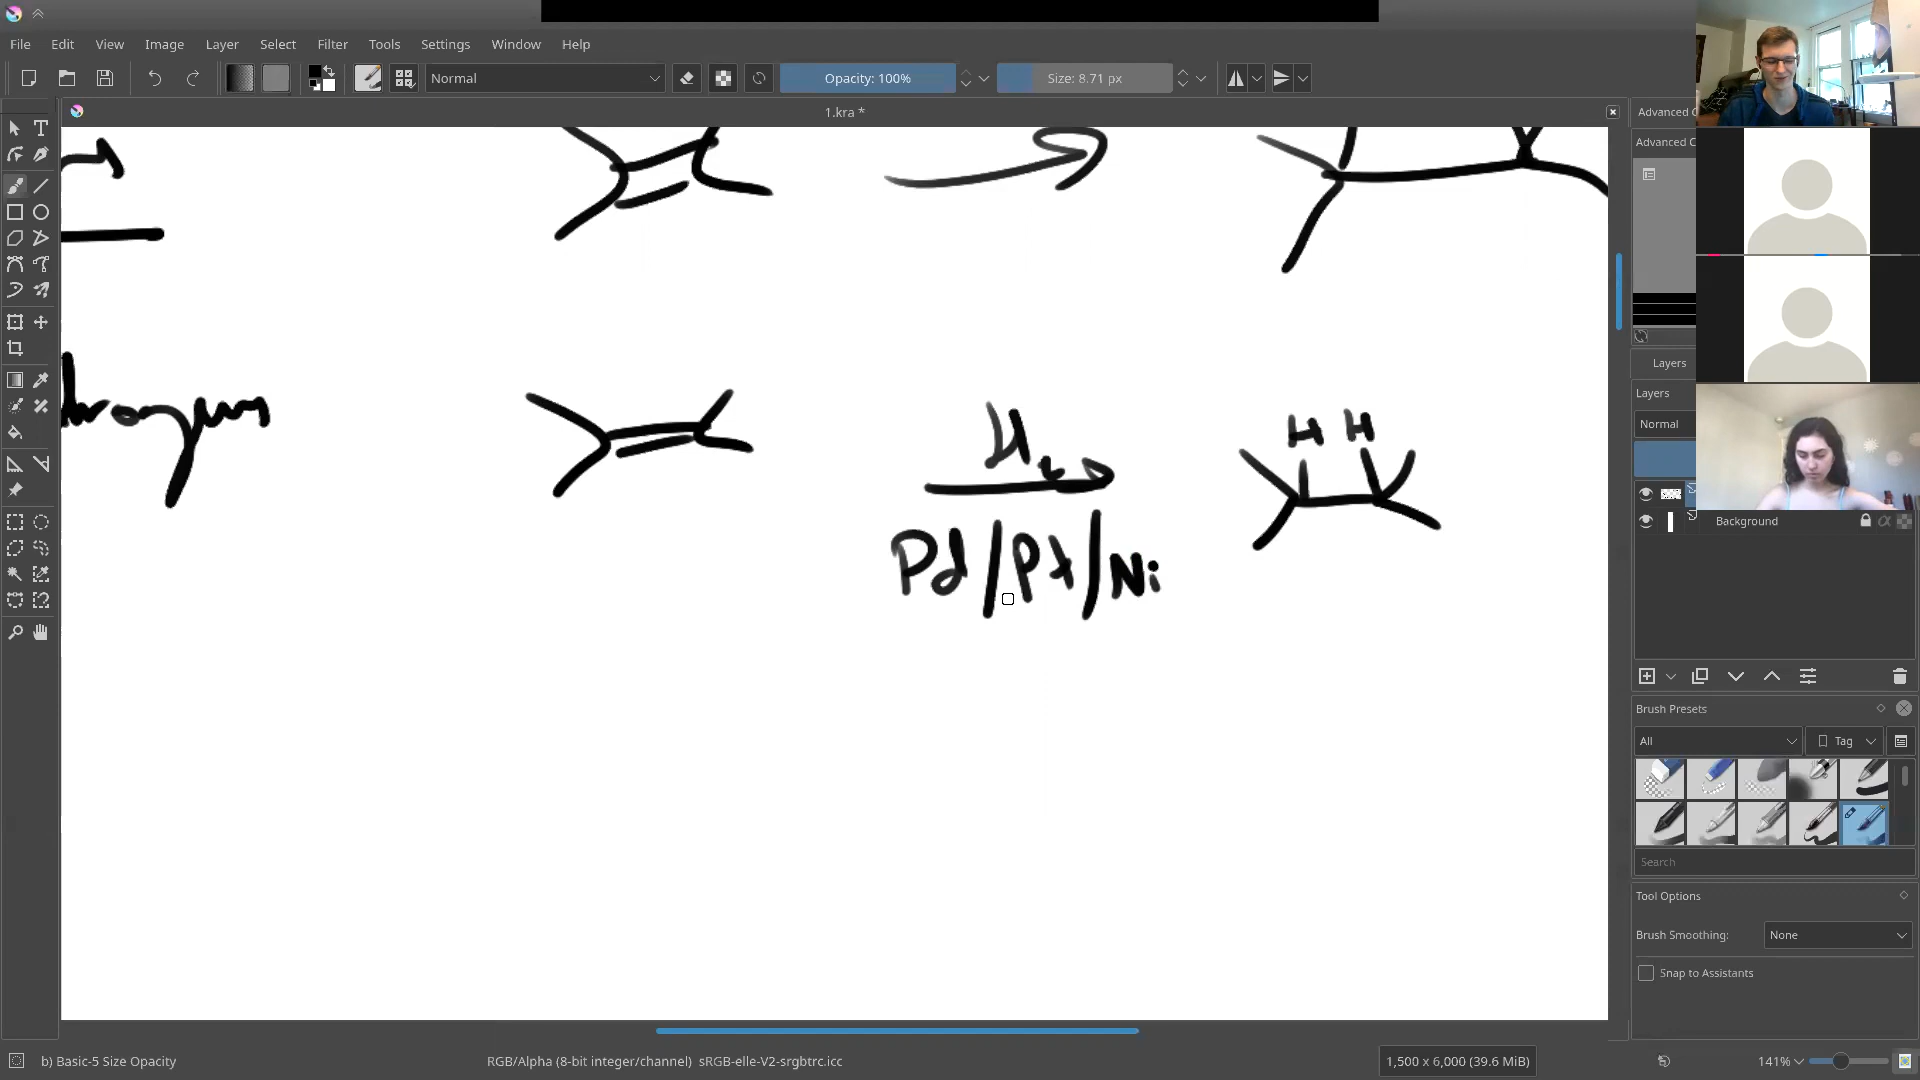 File Edit View Image Layer Select Filter Tools Settings Window Help
Normal Opacity: 100% Size: 8.71 px
1.kra *
Advanced C
Advanced C
Layers
Layers
Normal
Background
H H
H₂
Pd/Pt/Ni
Brush Presets
All Tag
Search
Tool Options
Brush Smoothing: None
Snap to Assistants
b) Basic-5 Size Opacity RGB/Alpha (8-bit integer/channel) sRGB-elle-V2-srgbtrc.icc 1,500 x 6,000 (39.6 MiB) 141%